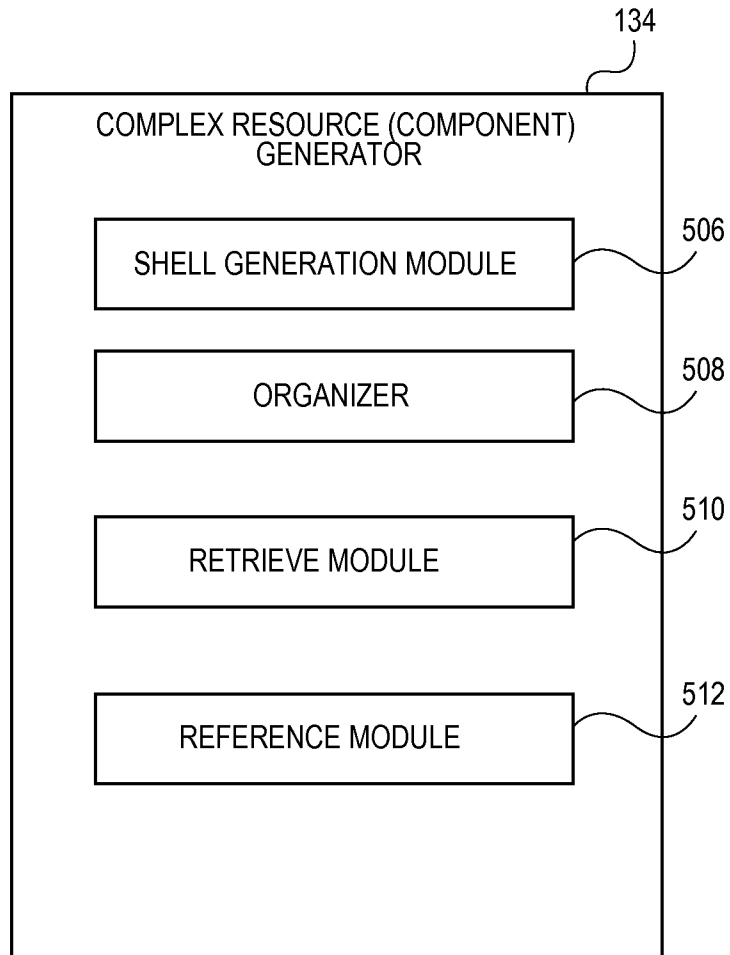 134
COMPLEX RESOURCE (COMPONENT)
GENERATOR
SHELL GENERATION MODULE
506
ORGANIZER
508
RETRIEVE MODULE
510
REFERENCE MODULE
512